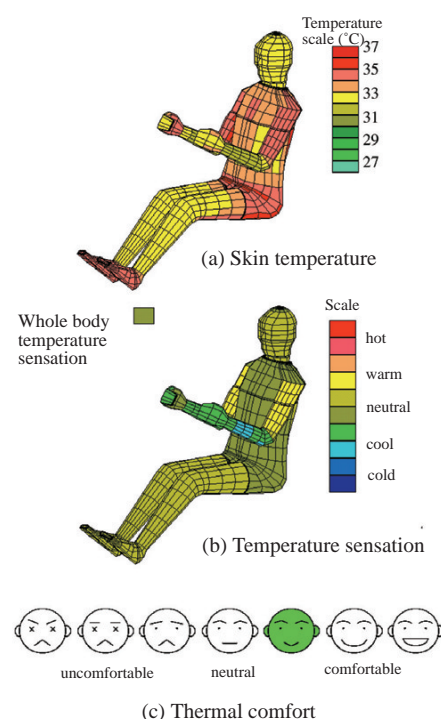 Temperature
scale (˚C)
37
35
33
31
29
27
(a) Skin temperature
Whole body
temperature
sensation
Scale
hot
warm
neutral
cool
cold
(b) Temperature sensation
uncomfortable neutral comfortable
(c) Thermal comfort